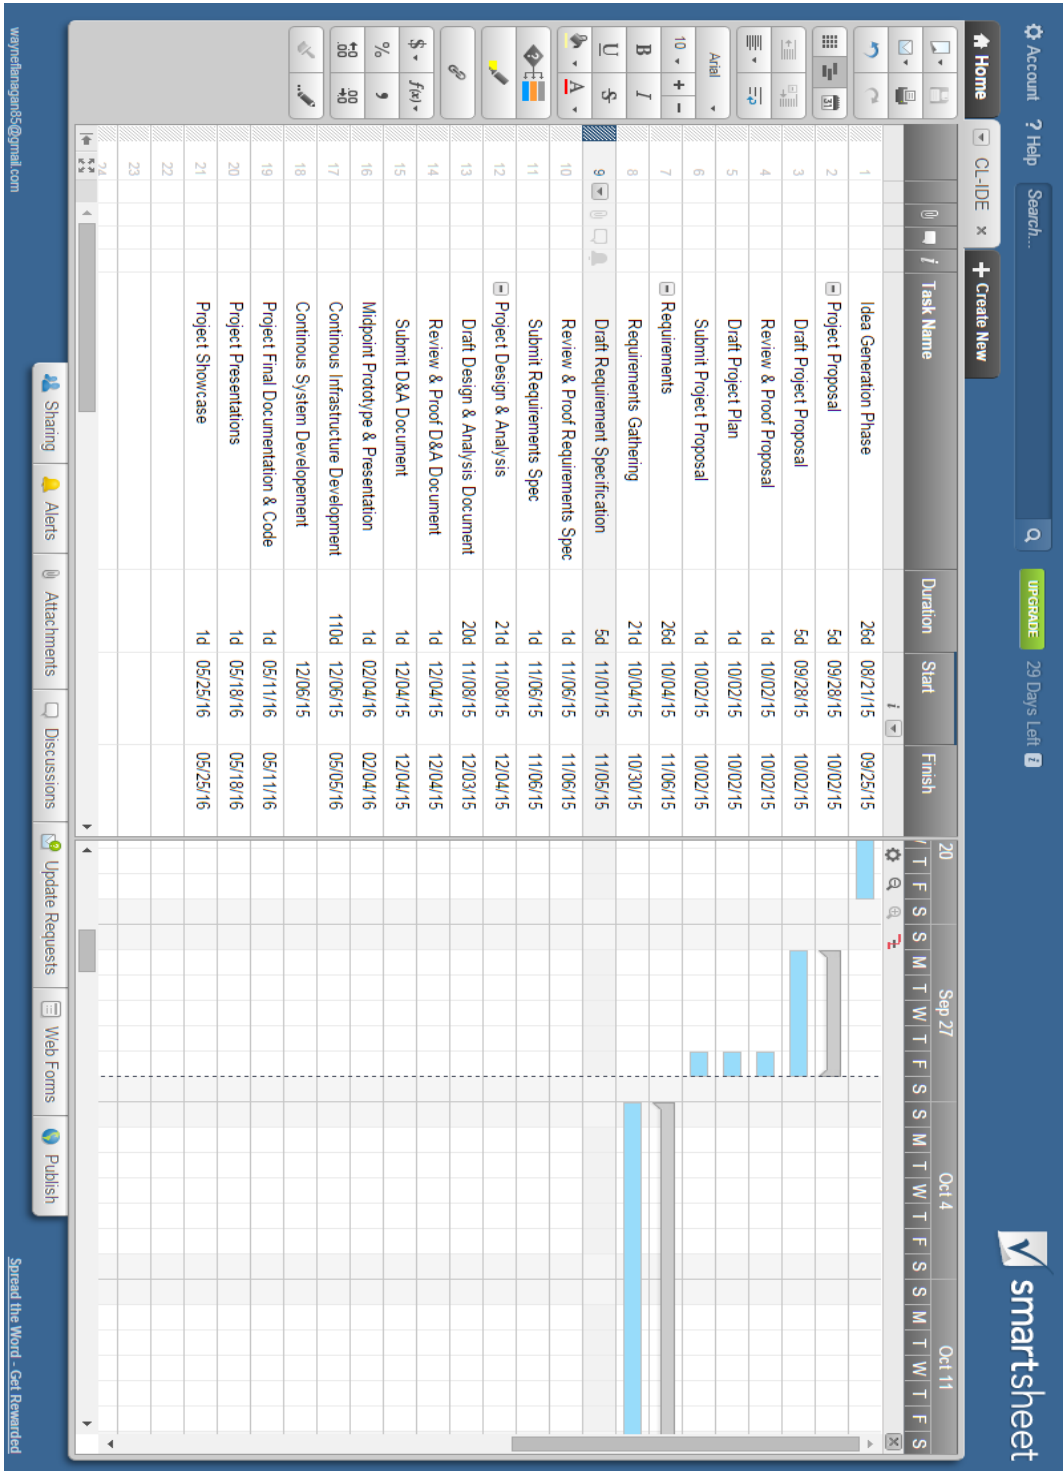 Account ? Help Search... UPGRADE 29 Days Left smartsheet
Home CL-IDE × + Create New
Task Name Duration Start Finish
20 Sep 27 Oct 4 Oct 11
T F S S M T W T F S S M T W T F S S M T W T F S
Arial
10 + -
B I
U S
A
$ f(x)
% ,
.00 .00
31
1 Idea Generation Phase 26d 08/21/15 09/25/15
2 Project Proposal 5d 09/28/15 10/02/15
3 Draft Project Proposal 5d 09/28/15 10/02/15
4 Review & Proof Proposal 1d 10/02/15 10/02/15
5 Draft Project Plan 1d 10/02/15 10/02/15
6 Submit Project Proposal 1d 10/02/15 10/02/15
7 Requirements 26d 10/04/15 11/06/15
8 Requirements Gathering 21d 10/04/15 10/30/15
9 Draft Requirement Specification 5d 11/01/15 11/05/15
10 Review & Proof Requirements Spec 1d 11/06/15 11/06/15
11 Submit Requirements Spec 1d 11/06/15 11/06/15
12 Project Design & Analysis 21d 11/08/15 12/04/15
13 Draft Design & Analysis Document 20d 11/08/15 12/03/15
14 Review & Proof D&A Document 1d 12/04/15 12/04/15
15 Submit D&A Document 1d 12/04/15 12/04/15
16 Midpoint Prototype & Presentation 1d 02/04/16 02/04/16
17 Continous Infrastructure Development 110d 12/06/15 05/05/16
18 Continous System Developement 12/06/15
19 Project Final Documentation & Code 1d 05/11/16 05/11/16
20 Project Presentations 1d 05/18/16 05/18/16
21 Project Showcase 1d 05/25/16 05/25/16
22
23
24
Sharing Alerts Attachments Discussions Update Requests Web Forms Publish
wayneflanagan85@gmail.com Spread the Word - Get Rewarded